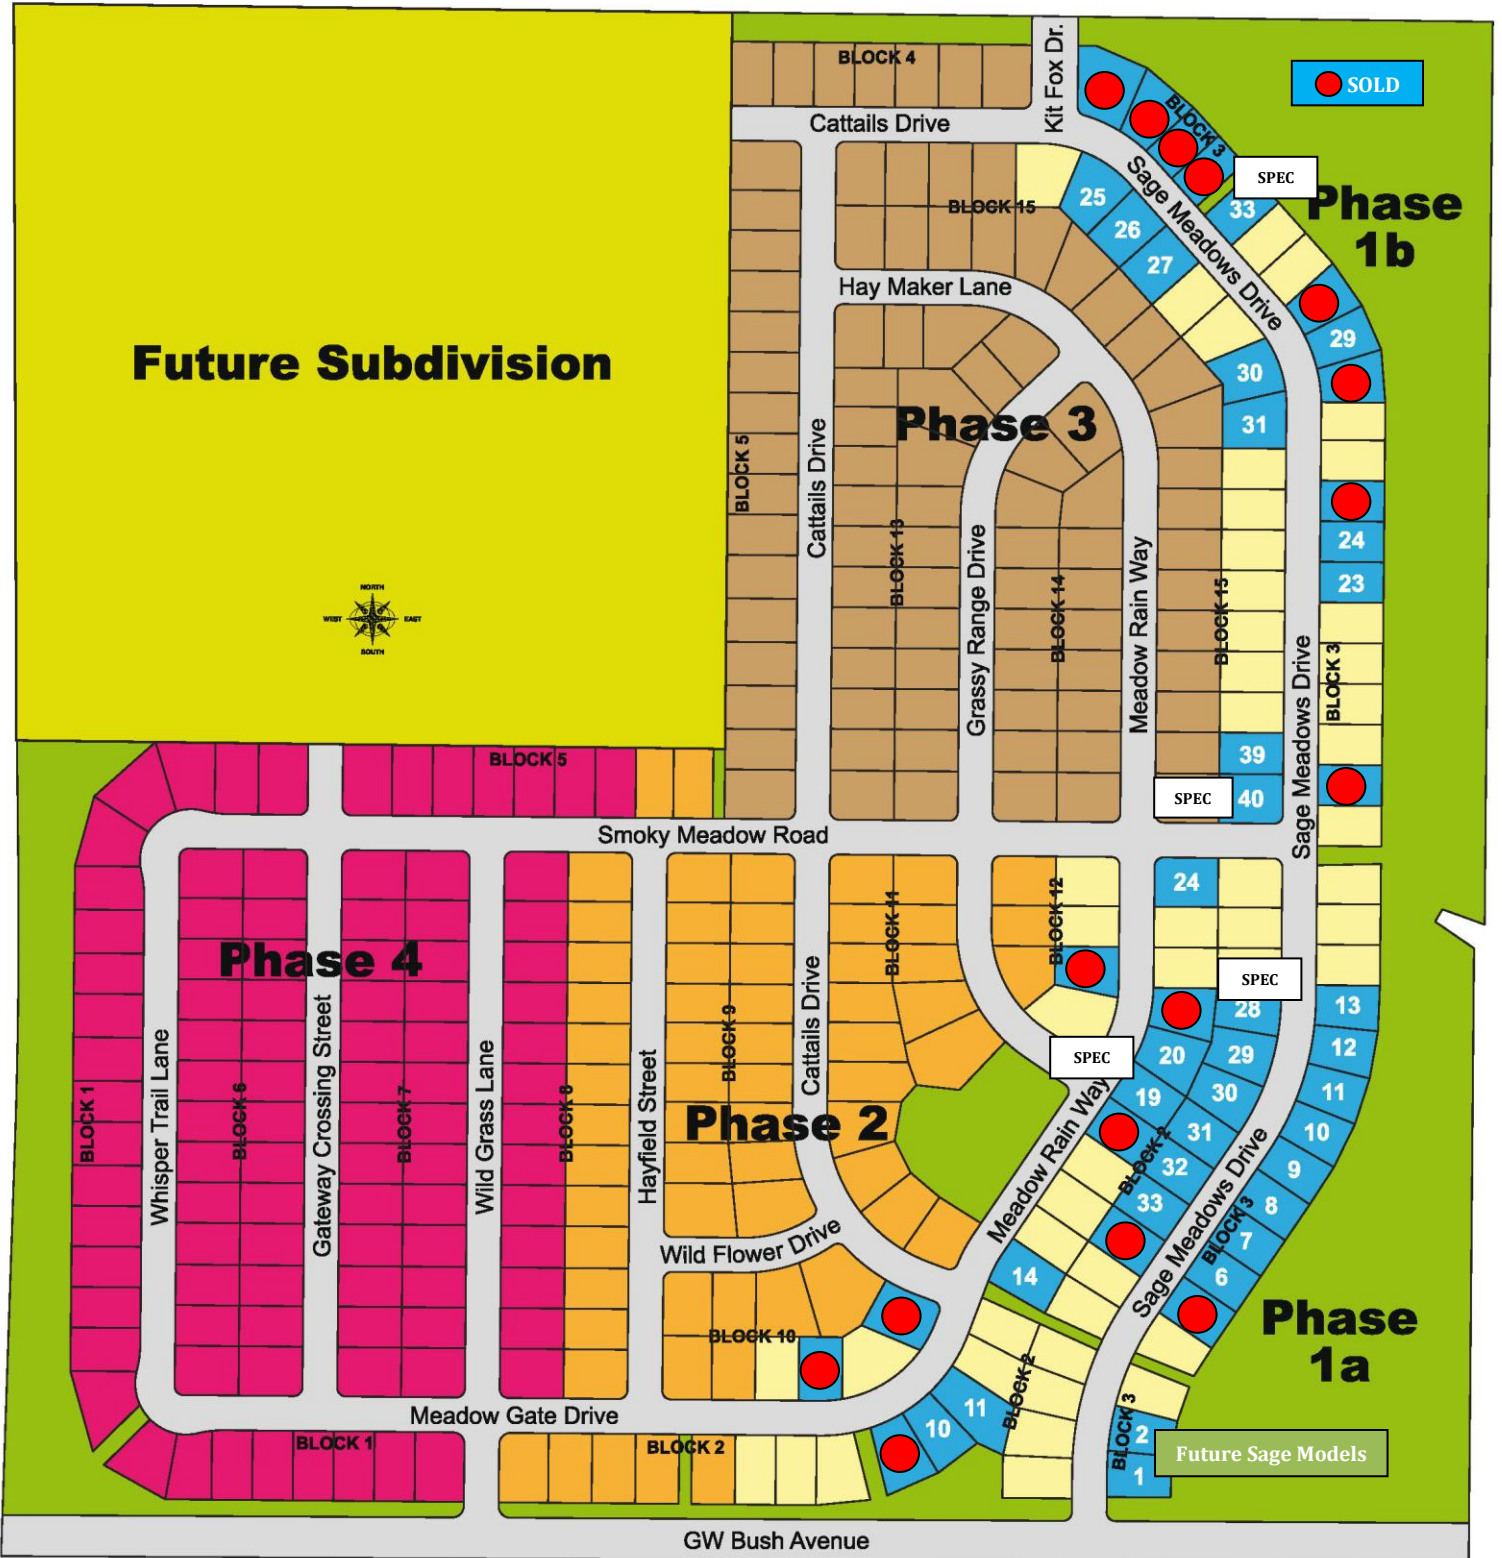 BLOCK 4
Kit Fox Dr.
SOLD
Cattails Drive
BLOCK 3
SPEC
33
Phase
1b
Sage Meadows Drive
25
BLOCK 15
26
27
Hay Maker Lane
29
Future Subdivision
30
31
Phase 3
BLOCK 5
Cattails Drive
BLOCK 13
Grassy Range Drive
BLOCK 14
Meadow Rain Way
BLOCK 15
24
23
Sage Meadows Drive
BLOCK 3
NORTH
WEST
EAST
SOUTH
39
SPEC
40
BLOCK 5
Smoky Meadow Road
BLOCK 11
BLOCK 12
24
Phase 4
SPEC
28
13
BLOCK 1
Whisper Trail Lane
BLOCK 6
Gateway Crossing Street
BLOCK 7
Wild Grass Lane
BLOCK 8
Hayfield Street
BLOCK 9
Cattails Drive
Phase 2
SPEC
20
29
12
19
30
11
31
10
BLOCK 2
32
9
33
8
Meadow Rain Way
Sage Meadows Drive
BLOCK 3
7
6
14
Wild Flower Drive
Phase
1a
BLOCK 10
BLOCK 2
11
10
BLOCK 3
2
1
Future Sage Models
Meadow Gate Drive
BLOCK 1
BLOCK 2
GW Bush Avenue